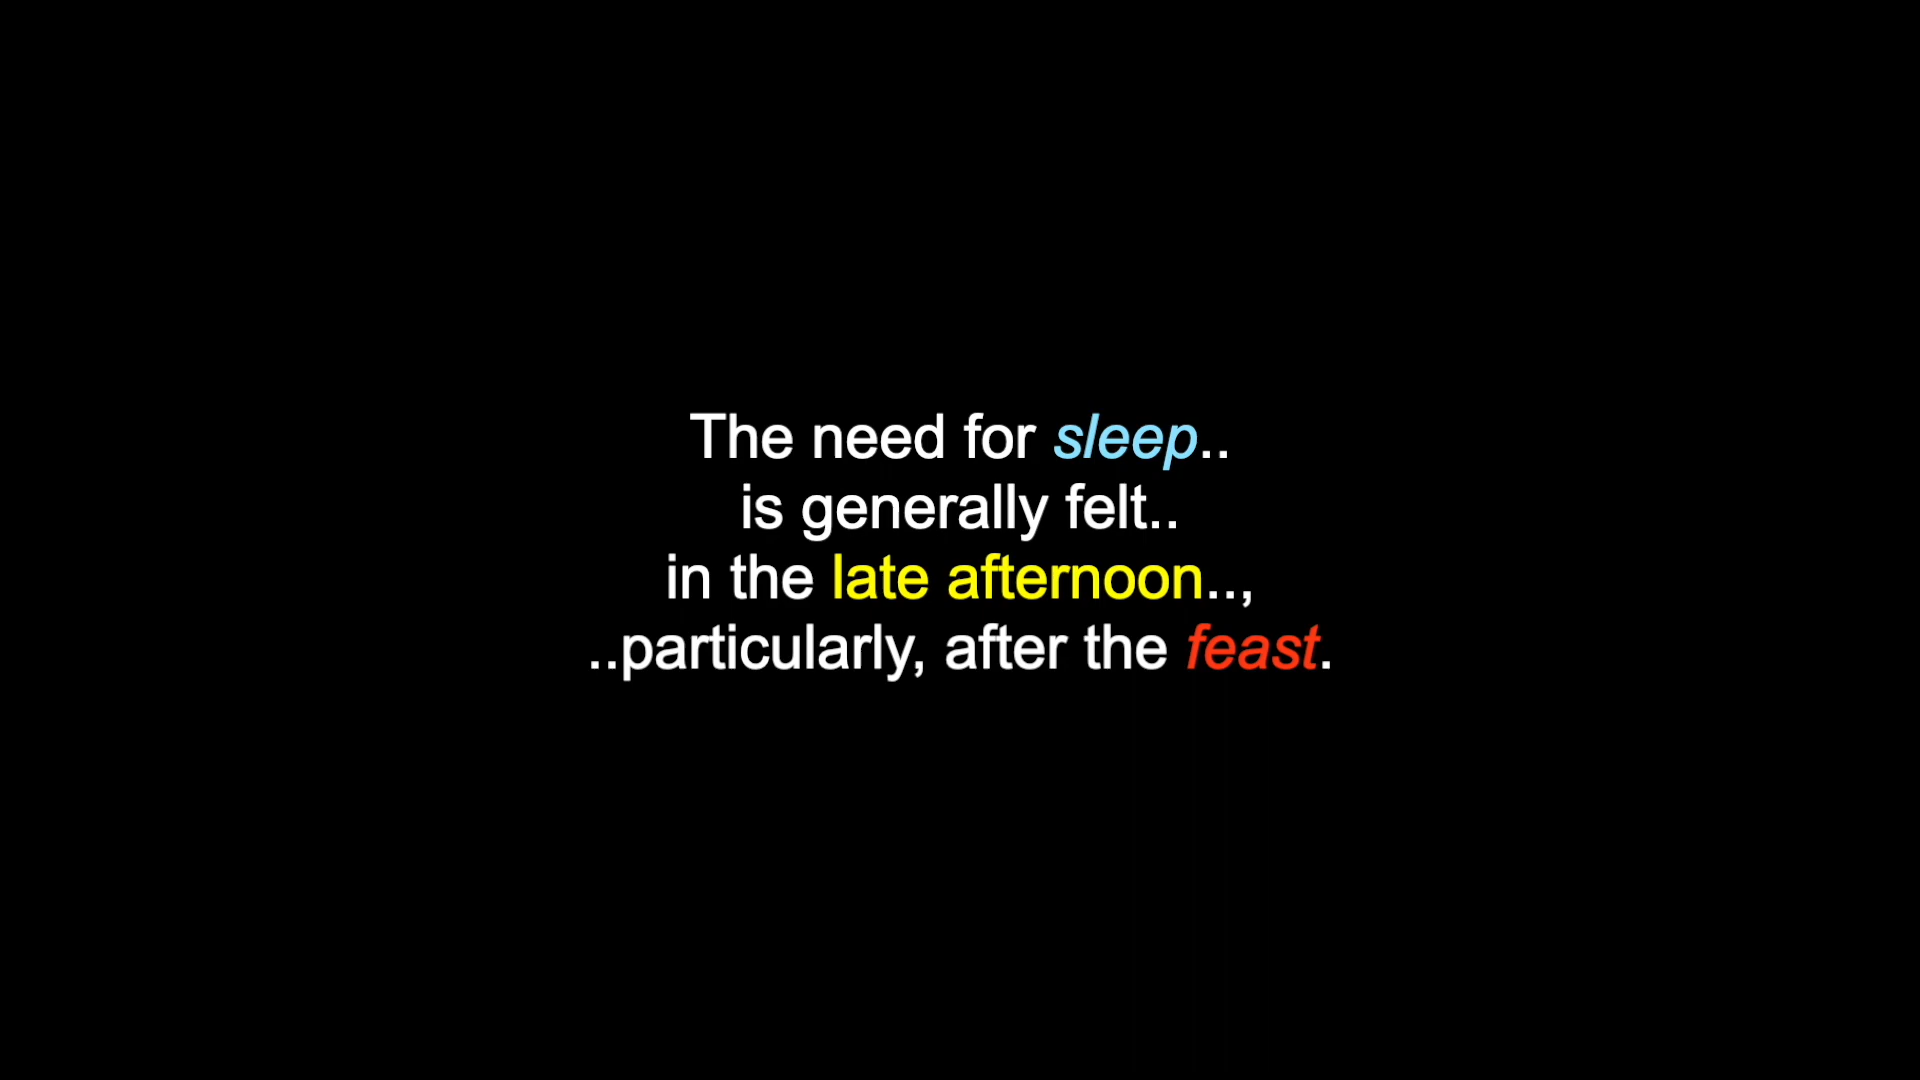 The need for sleep..
is generally felt..
in the late afternoon..,
..particularly, after the feast.